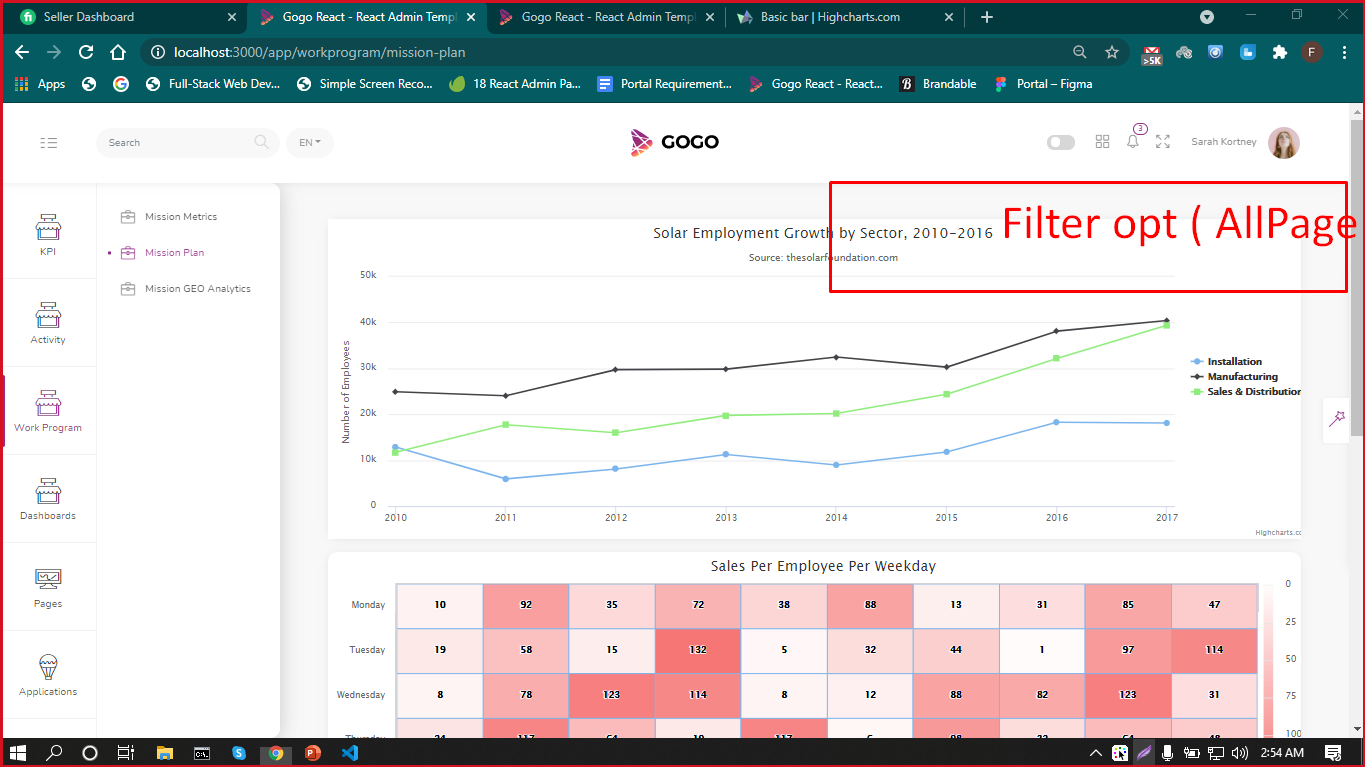 Seller Dashboard
Gogo React - React Admin Templ
Gogo React - React Admin Templ
Basic bar | Highcharts.com
localhost:3000/app/workprogram/mission-plan
>5K
F
Apps
Full-Stack Web Dev...
Simple Screen Reco...
18 React Admin Pa...
Portal Requirement...
Gogo React - React...
Brandable
Portal – Figma
Search
EN
GOGO
3
Sarah Kortney
KPI
Activity
Work Program
Dashboards
Pages
Applications
Mission Metrics
Mission Plan
Mission GEO Analytics
Filter opt ( AllPage
Solar Employment Growth by Sector, 2010-2016
Source: thesolarfoundation.com
Number of Employees
50k
40k
30k
20k
10k
0
2010 2011 2012 2013 2014 2015 2016 2017
Installation
Manufacturing
Sales & Distribution
Highcharts.cc
Sales Per Employee Per Weekday
Monday 10 92 35 72 38 88 13 31 85 47
Tuesday 19 58 15 132 5 32 44 1 97 114
Wednesday 8 78 123 114 8 12 88 82 123 31
Thursday 24 117 64 19 117 6 98 32 64 48
0
25
50
75
100
2:54 AM